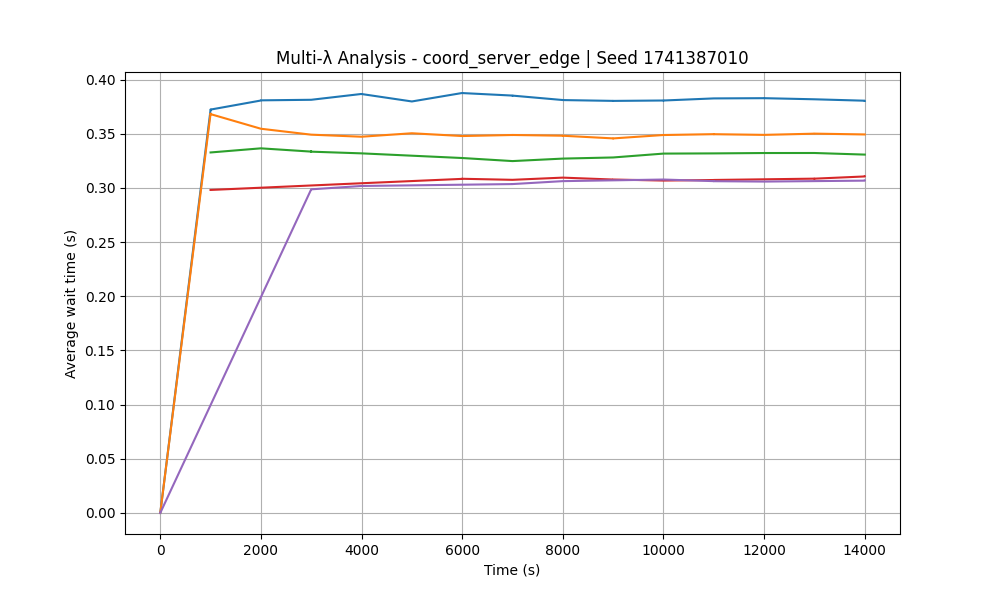 Multi-λ Analysis - coord_server_edge | Seed 1741387010
Average wait time (s)
0.40
0.35
0.30
0.25
0.20
0.15
0.10
0.05
0.00
0 2000 4000 6000 8000 10000 12000 14000
Time (s)